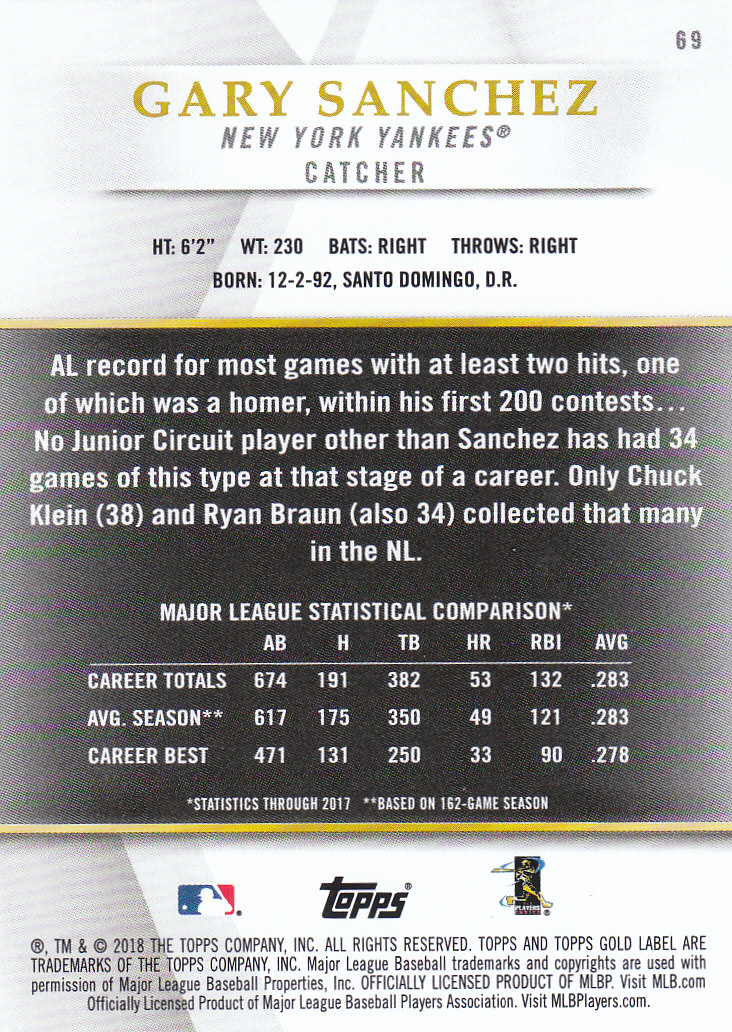 69
GARY SANCHEZ
NEW YORK YANKEES®
CATCHER
HT: 6'2" WT: 230 BATS: RIGHT THROWS: RIGHT
BORN: 12-2-92, SANTO DOMINGO, D.R.
AL record for most games with at least two hits, one
of which was a homer, within his first 200 contests...
No Junior Circuit player other than Sanchez has had 34
games of this type at that stage of a career. Only Chuck
Klein (38) and Ryan Braun (also 34) collected that many
in the NL.
MAJOR LEAGUE STATISTICAL COMPARISON*
AB H TB HR RBI AVG
CAREER TOTALS 674 191 382 53 132 .283
AVG. SEASON** 617 175 350 49 121 .283
CAREER BEST 471 131 250 33 90 .278
*STATISTICS THROUGH 2017 **BASED ON 162-GAME SEASON
Topps®
PLAYERS
CHOICE ®
®, TM & © 2018 THE TOPPS COMPANY, INC. ALL RIGHTS RESERVED. TOPPS AND TOPPS GOLD LABEL ARE
TRADEMARKS OF THE TOPPS COMPANY, INC. Major League Baseball trademarks and copyrights are used with
permission of Major League Baseball Properties, Inc. OFFICIALLY LICENSED PRODUCT OF MLBP. Visit MLB.com
Officially Licensed Product of Major League Baseball Players Association. Visit MLBPlayers.com.